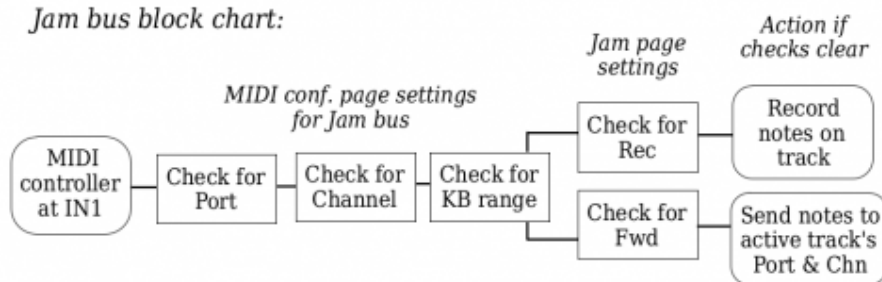 Jam bus block chart:
Action if
checks clear
Jam page
settings
MIDI conf. page settings
for Jam bus
MIDI
controller
at IN1
Check for
Port
Check for
Channel
Check for
KB range
Check for
Rec
Record
notes on
track
Check for
Fwd
Send notes to
active track's
Port & Chn